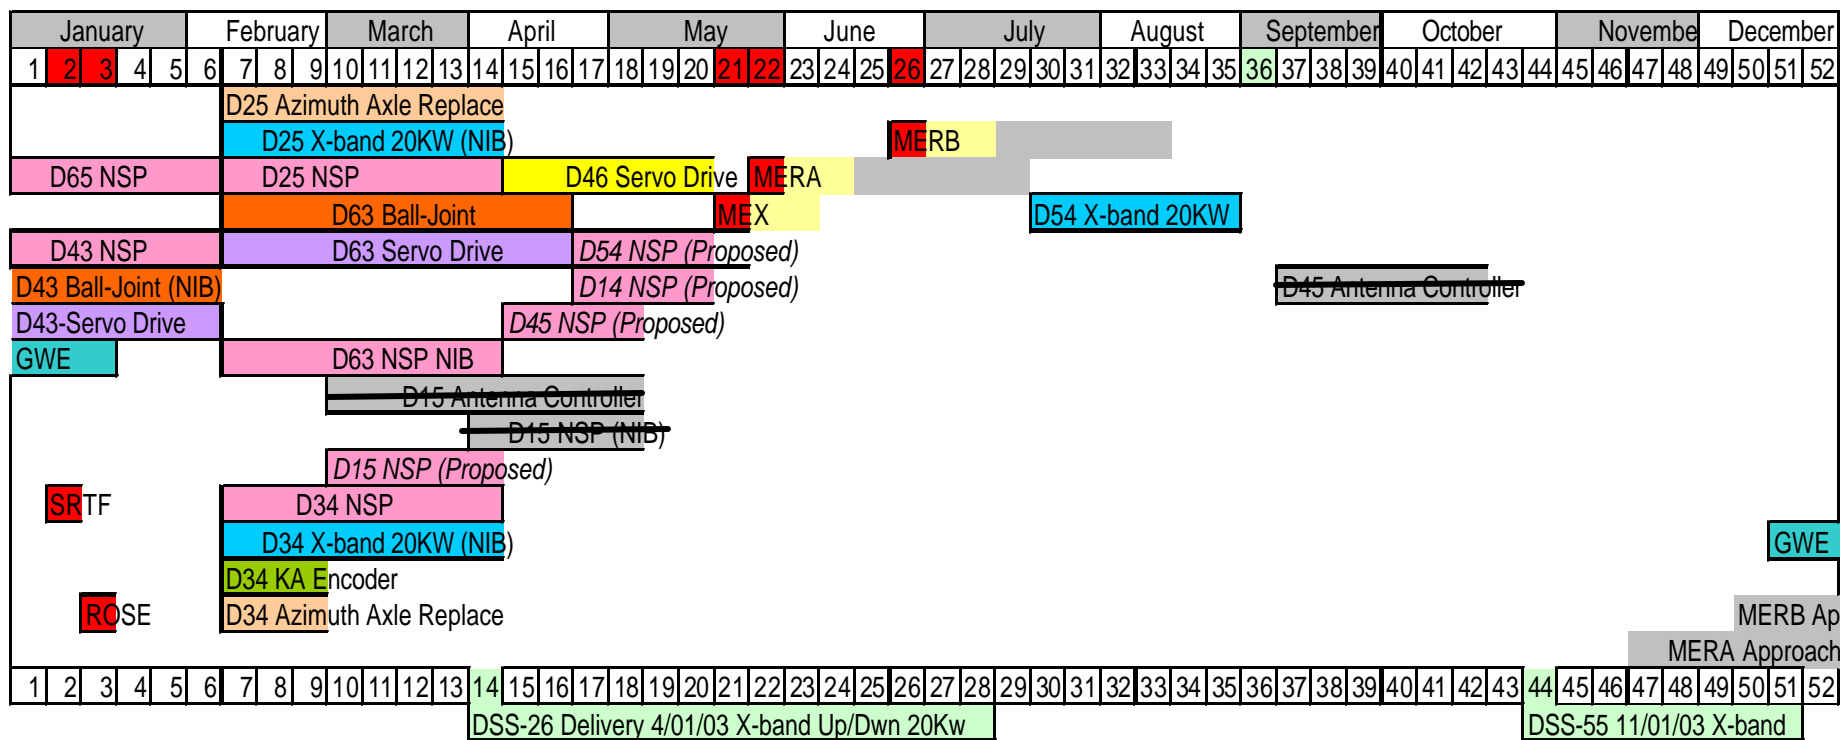 January February March April May June July August September October Novembe December
1 2 3 4 5 6 7 8 9 10 11 12 13 14 15 16 17 18 19 20 21 22 23 24 25 26 27 28 29 30 31 32 33 34 35 36 37 38 39 40 41 42 43 44 45 46 47 48 49 50 51 52
D25 Azimuth Axle Replace
D25 X-band 20KW (NIB) MERB
D65 NSP D25 NSP D46 Servo Drive MERA
D63 Ball-Joint MEX D54 X-band 20KW
D43 NSP D63 Servo Drive D54 NSP (Proposed)
D43 Ball-Joint (NIB) D14 NSP (Proposed) D45 Antenna Controller
D43-Servo Drive D45 NSP (Proposed)
GWE D63 NSP NIB
D15 Antenna Controller
D15 NSP (NIB)
D15 NSP (Proposed)
SRTF D34 NSP
D34 X-band 20KW (NIB) GWE
D34 KA Encoder
ROSE D34 Azimuth Axle Replace MERB Ap
MERA Approach
1 2 3 4 5 6 7 8 9 10 11 12 13 14 15 16 17 18 19 20 21 22 23 24 25 26 27 28 29 30 31 32 33 34 35 36 37 38 39 40 41 42 43 44 45 46 47 48 49 50 51 52
DSS-26 Delivery 4/01/03 X-band Up/Dwn 20Kw DSS-55 11/01/03 X-band